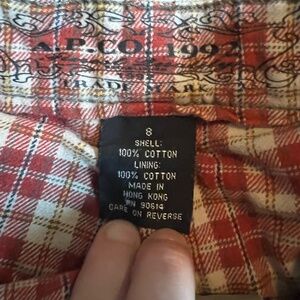 A.P.CO. 1992
TRADE MARK
8
SHELL:
100% COTTON
LINING:
100% COTTON
MADE IN
HONG KONG
RN 90614
CARE ON REVERSE